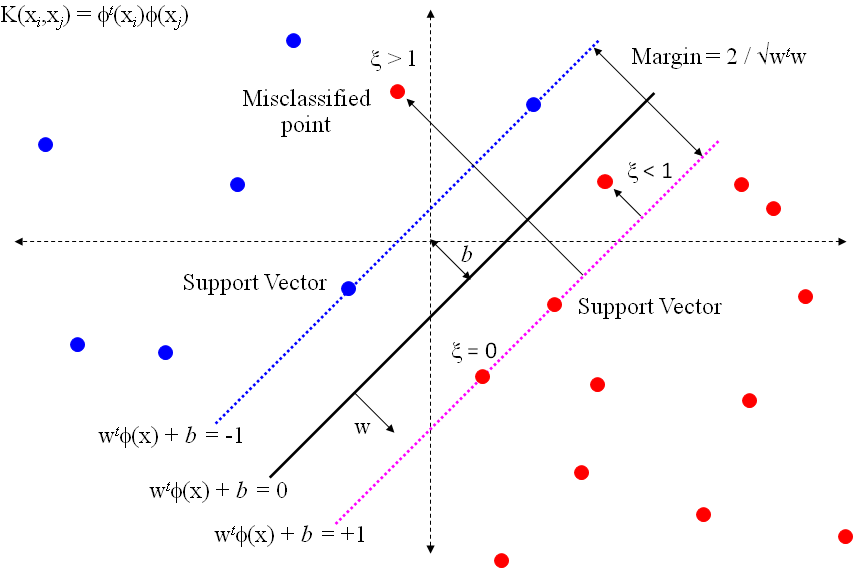 K(xᵢ,xⱼ) = ϕᵗ(xᵢ)ϕ(xⱼ)
ξ > 1
Margin = 2 / √wᵗw
Misclassified
point
ξ < 1
b
Support Vector
Support Vector
ξ = 0
w
wᵗϕ(x) + b = -1
wᵗϕ(x) + b = 0
wᵗϕ(x) + b = +1